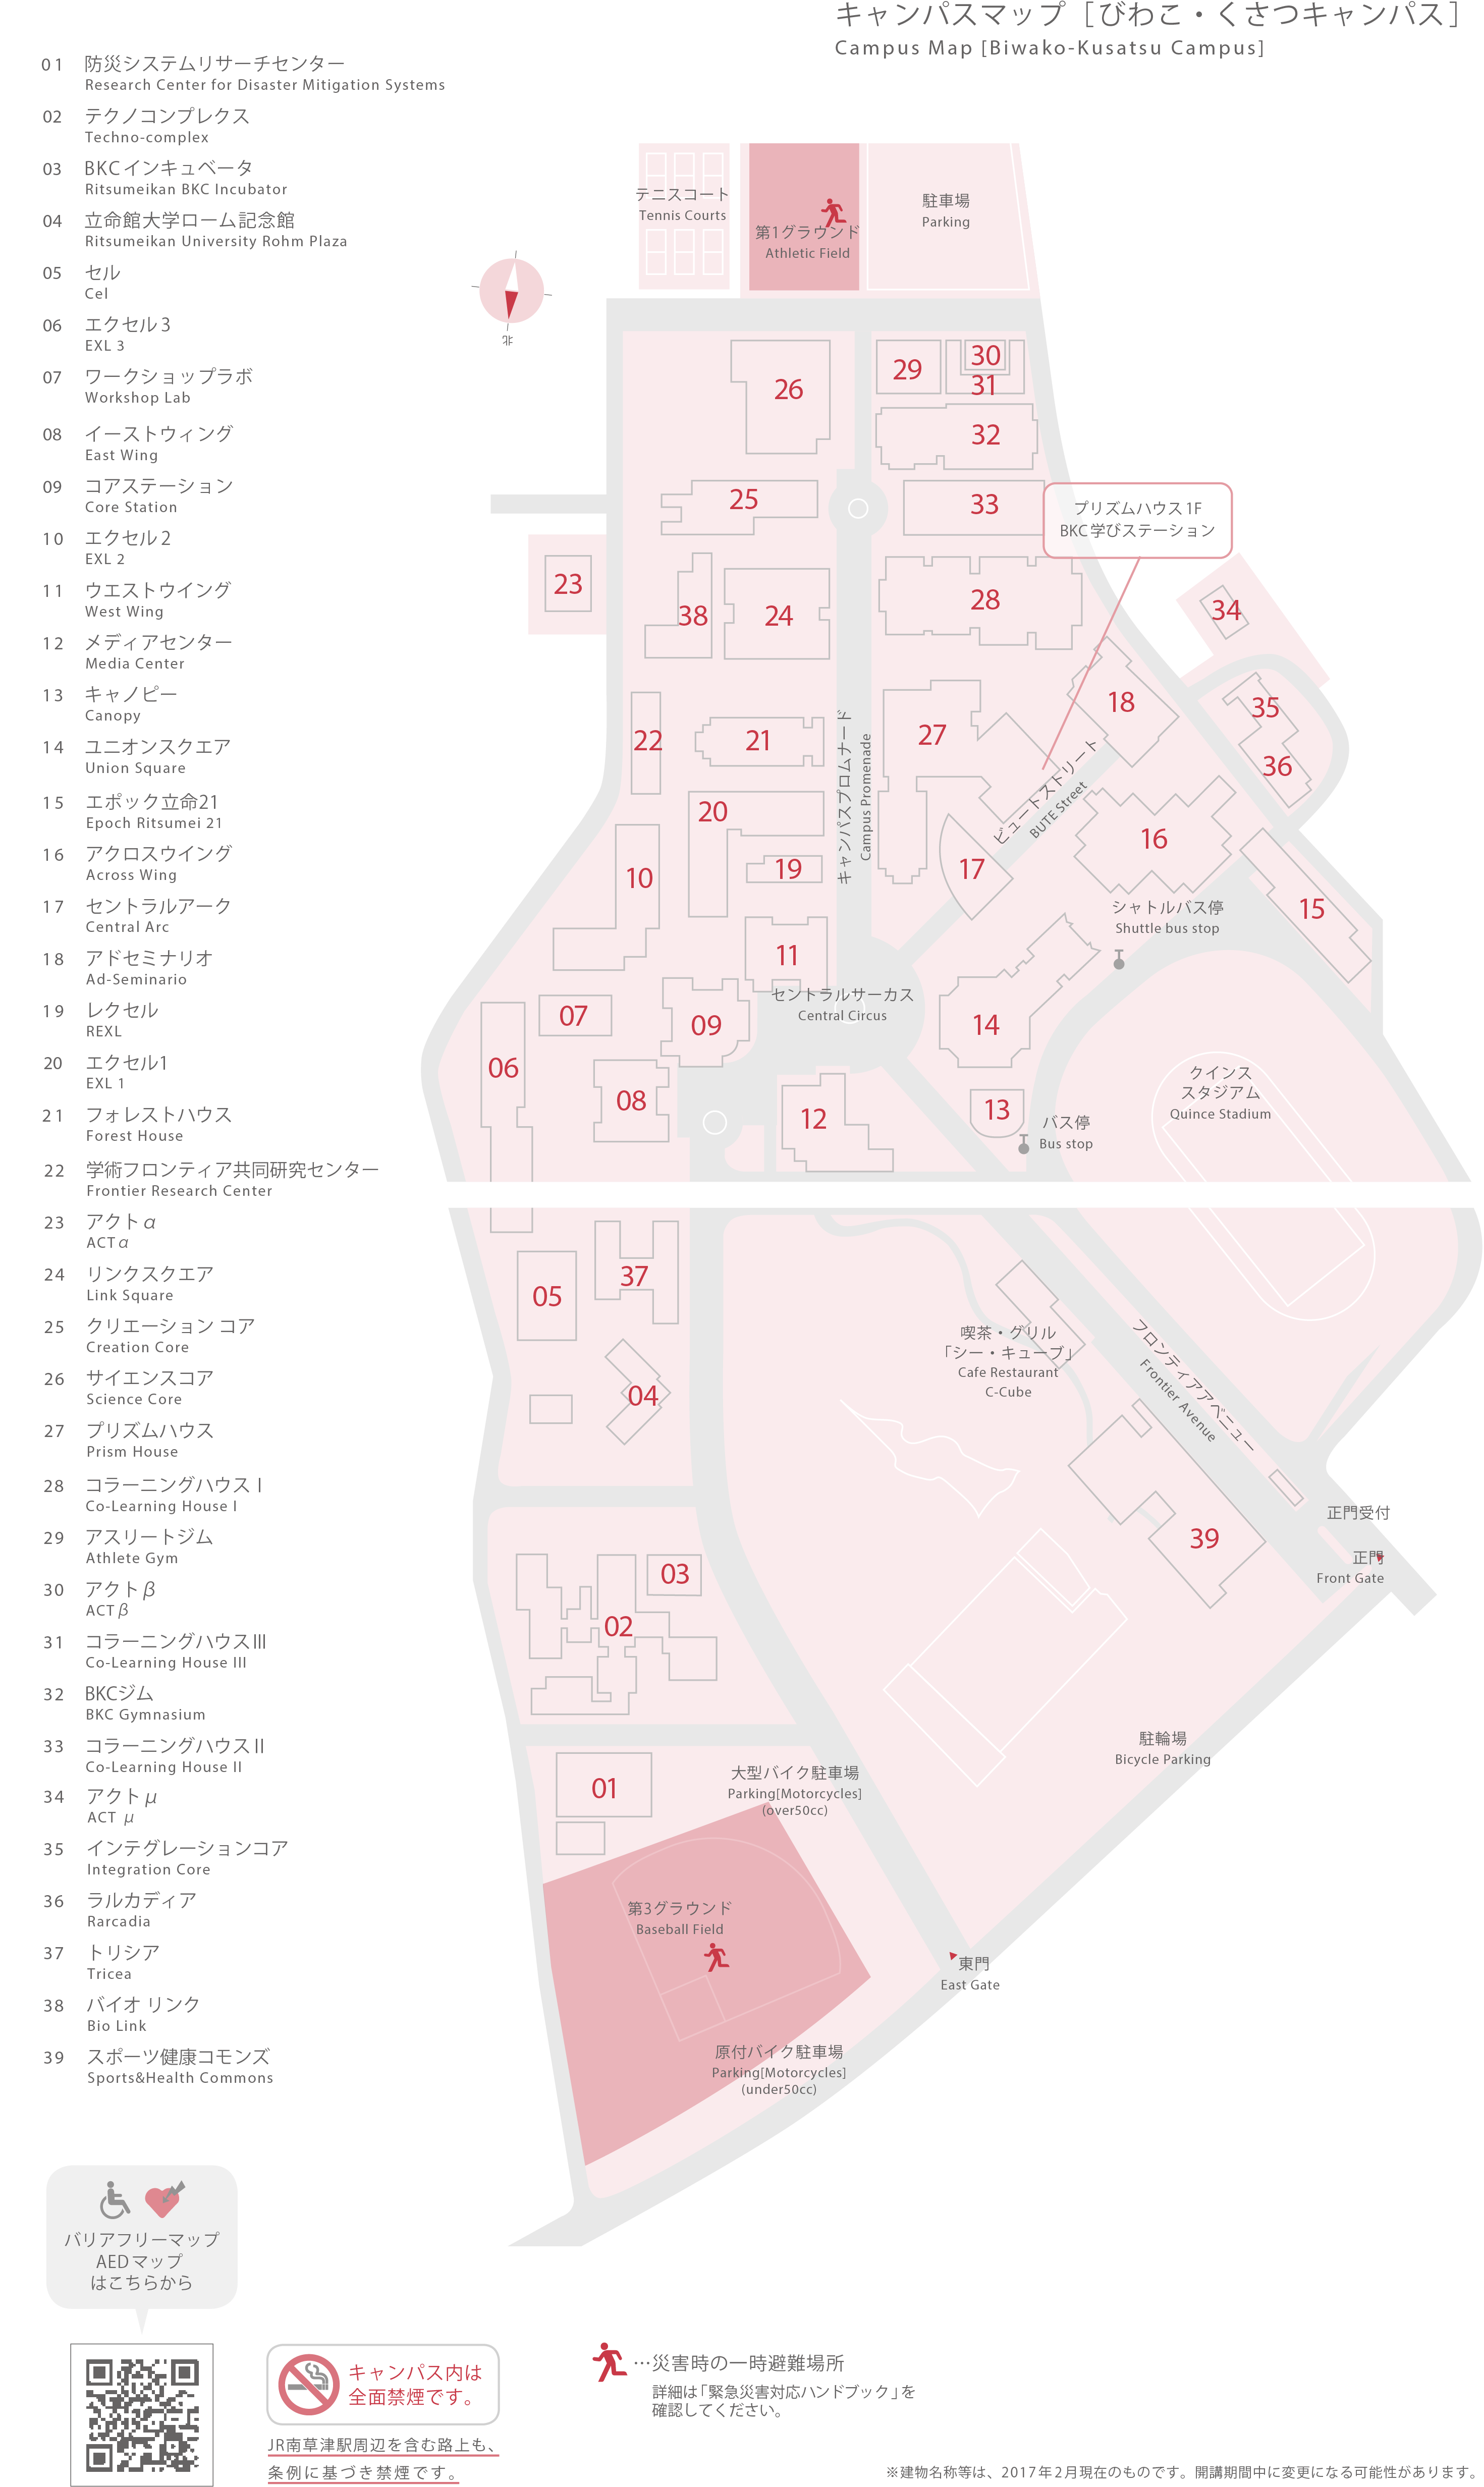 キャンパスマップ［びわこ・くさつキャンパス］
Campus Map [Biwako-Kusatsu Campus]
01 防災システムリサーチセンター
Research Center for Disaster Mitigation Systems
02 テクノコンプレクス
Techno-complex
03 BKCインキュベータ
Ritsumeikan BKC Incubator
04 立命館大学ローム記念館
Ritsumeikan University Rohm Plaza
05 セル
Cel
06 エクセル3
EXL 3
07 ワークショップラボ
Workshop Lab
08 イーストウィング
East Wing
09 コアステーション
Core Station
10 エクセル2
EXL 2
11 ウエストウイング
West Wing
12 メディアセンター
Media Center
13 キャノピー
Canopy
14 ユニオンスクエア
Union Square
15 エポック立命21
Epoch Ritsumei 21
16 アクロスウイング
Across Wing
17 セントラルアーク
Central Arc
18 アドセミナリオ
Ad-Seminario
19 レクセル
REXL
20 エクセル1
EXL 1
21 フォレストハウス
Forest House
22 学術フロンティア共同研究センター
Frontier Research Center
23 アクトα
ACTα
24 リンクスクエア
Link Square
25 クリエーション コア
Creation Core
26 サイエンスコア
Science Core
27 プリズムハウス
Prism House
28 コラーニングハウスⅠ
Co-Learning House I
29 アスリートジム
Athlete Gym
30 アクトβ
ACTβ
31 コラーニングハウスⅢ
Co-Learning House III
32 BKCジム
BKC Gymnasium
33 コラーニングハウスⅡ
Co-Learning House II
34 アクトμ
ACT μ
35 インテグレーションコア
Integration Core
36 ラルカディア
Rarcadia
37 トリシア
Tricea
38 バイオ リンク
Bio Link
39 スポーツ健康コモンズ
Sports&Health Commons
テニスコート
Tennis Courts
第1グラウンド
Athletic Field
駐車場
Parking
北
26
29
30
31
32
25
33
プリズムハウス1F
BKC学びステーション
23
38
24
28
34
18
35
36
22
21
27
キャンパスプロムナード
Campus Promenade
ビュートストリート
BUTE Street
20
10
19
17
16
15
シャトルバス停
Shuttle bus stop
11
セントラルサーカス
Central Circus
07
09
14
06
08
12
13
バス停
Bus stop
クインス
スタジアム
Quince Stadium
05
37
04
喫茶・グリル
「シー・キューブ」
Cafe Restaurant
C-Cube
フロンティアアベニュー
Frontier Avenue
39
正門受付
正門
Front Gate
03
02
01
駐輪場
Bicycle Parking
大型バイク駐車場
Parking[Motorcycles]
(over50cc)
第3グラウンド
Baseball Field
東門
East Gate
原付バイク駐車場
Parking[Motorcycles]
(under50cc)
バリアフリーマップ
AEDマップ
はこちらから
キャンパス内は
全面禁煙です。
JR南草津駅周辺を含む路上も、
条例に基づき禁煙です。
…災害時の一時避難場所
詳細は「緊急災害対応ハンドブック」を
確認してください。
※建物名称等は、2017年2月現在のものです。開講期間中に変更になる可能性があります。